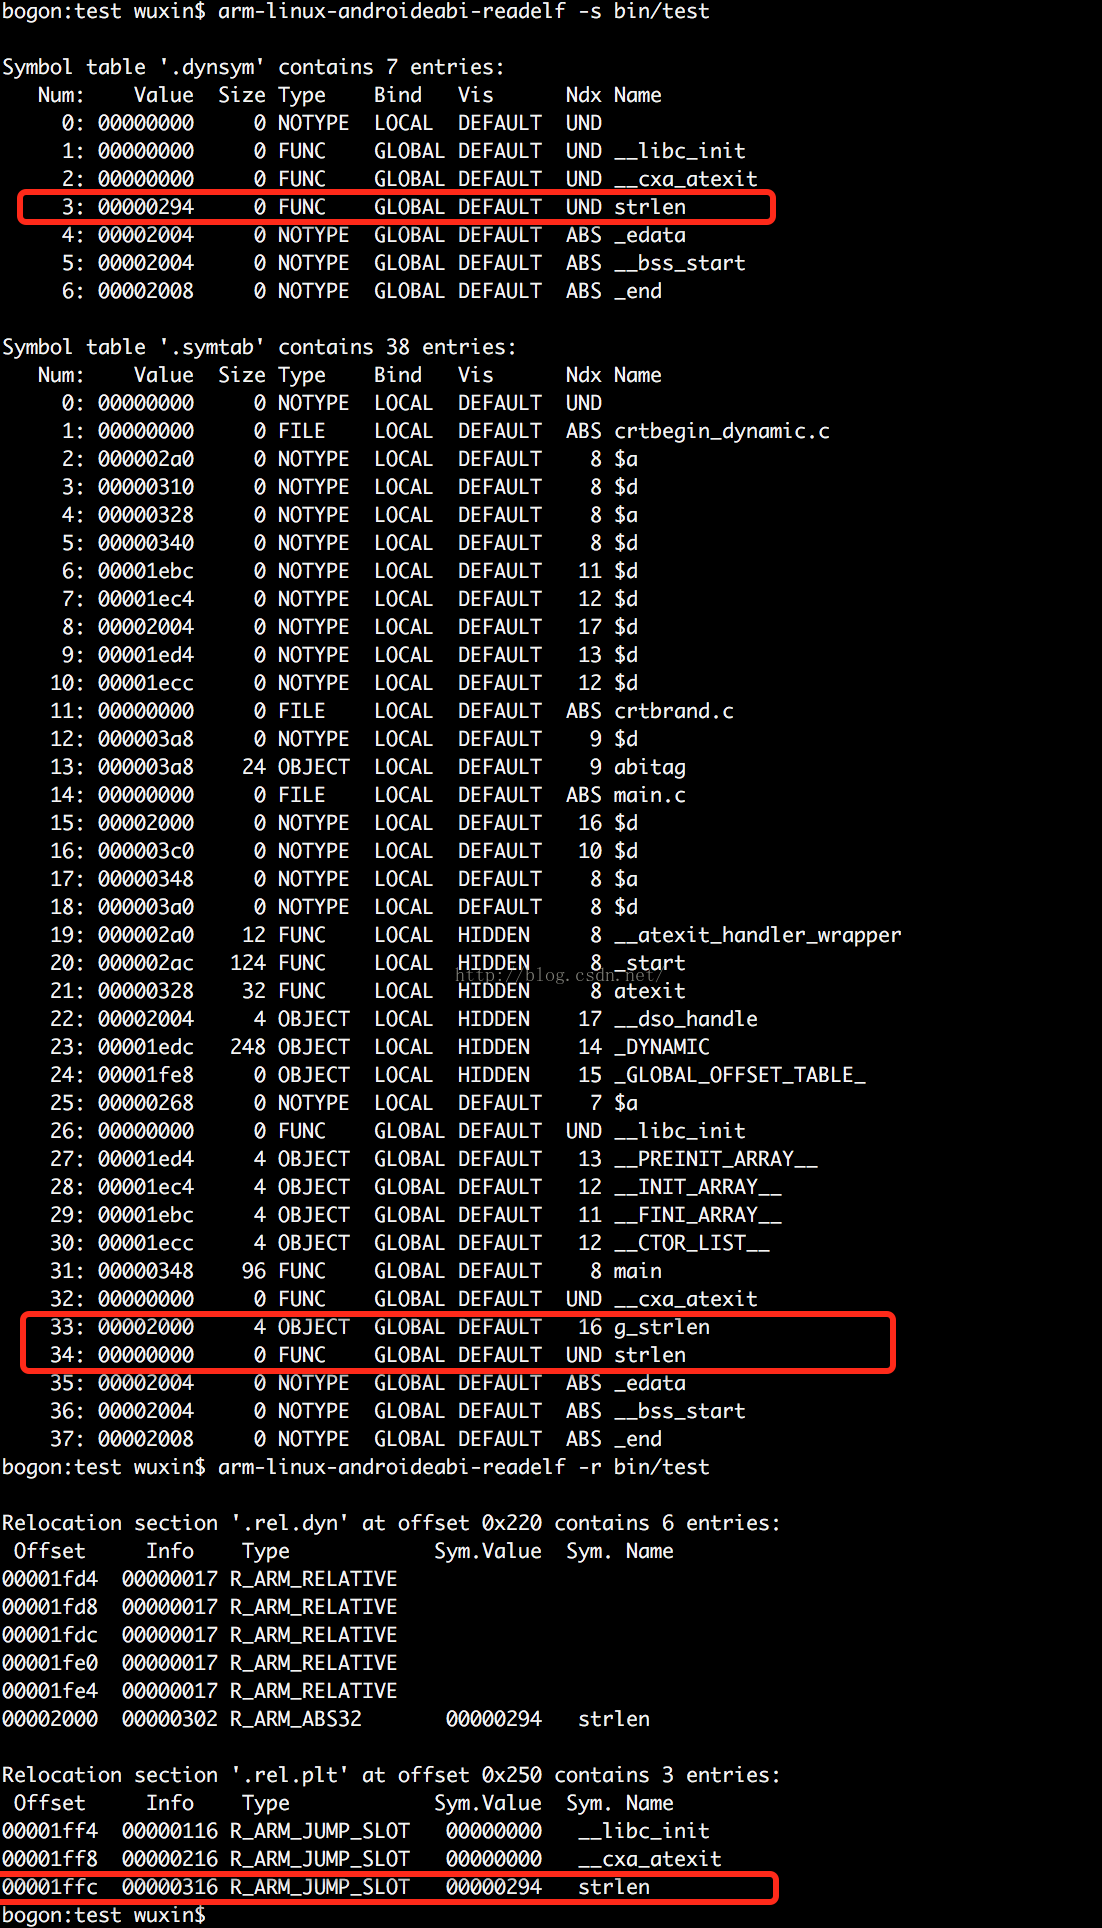 bogon:test wuxin$ arm-linux-androideabi-readelf -s bin/test

Symbol table '.dynsym' contains 7 entries:
   Num:    Value  Size Type    Bind   Vis      Ndx Name
     0: 00000000     0 NOTYPE  LOCAL  DEFAULT  UND
     1: 00000000     0 FUNC    GLOBAL DEFAULT  UND __libc_init
     2: 00000000     0 FUNC    GLOBAL DEFAULT  UND __cxa_atexit
     3: 00000294     0 FUNC    GLOBAL DEFAULT  UND strlen
     4: 00002004     0 NOTYPE  GLOBAL DEFAULT  ABS _edata
     5: 00002004     0 NOTYPE  GLOBAL DEFAULT  ABS __bss_start
     6: 00002008     0 NOTYPE  GLOBAL DEFAULT  ABS _end

Symbol table '.symtab' contains 38 entries:
   Num:    Value  Size Type    Bind   Vis      Ndx Name
     0: 00000000     0 NOTYPE  LOCAL  DEFAULT  UND
     1: 00000000     0 FILE    LOCAL  DEFAULT  ABS crtbegin_dynamic.c
     2: 000002a0     0 NOTYPE  LOCAL  DEFAULT    8 $a
     3: 00000310     0 NOTYPE  LOCAL  DEFAULT    8 $d
     4: 00000328     0 NOTYPE  LOCAL  DEFAULT    8 $a
     5: 00000340     0 NOTYPE  LOCAL  DEFAULT    8 $d
     6: 00001ebc     0 NOTYPE  LOCAL  DEFAULT   11 $d
     7: 00001ec4     0 NOTYPE  LOCAL  DEFAULT   12 $d
     8: 00002004     0 NOTYPE  LOCAL  DEFAULT   17 $d
     9: 00001ed4     0 NOTYPE  LOCAL  DEFAULT   13 $d
    10: 00001ecc     0 NOTYPE  LOCAL  DEFAULT   12 $d
    11: 00000000     0 FILE    LOCAL  DEFAULT  ABS crtbrand.c
    12: 000003a8     0 NOTYPE  LOCAL  DEFAULT    9 $d
    13: 000003a8    24 OBJECT  LOCAL  DEFAULT    9 abitag
    14: 00000000     0 FILE    LOCAL  DEFAULT  ABS main.c
    15: 00002000     0 NOTYPE  LOCAL  DEFAULT   16 $d
    16: 000003c0     0 NOTYPE  LOCAL  DEFAULT   10 $d
    17: 00000348     0 NOTYPE  LOCAL  DEFAULT    8 $a
    18: 000003a0     0 NOTYPE  LOCAL  DEFAULT    8 $d
    19: 000002a0    12 FUNC    LOCAL  HIDDEN     8 __atexit_handler_wrapper
    20: 000002ac   124 FUNC    LOCAL  HIDDEN     8 _start
http://blog.csdn.net/
    21: 00000328    32 FUNC    LOCAL  HIDDEN     8 atexit
    22: 00002004     4 OBJECT  LOCAL  HIDDEN    17 __dso_handle
    23: 00001edc   248 OBJECT  LOCAL  HIDDEN    14 _DYNAMIC
    24: 00001fe8     0 OBJECT  LOCAL  HIDDEN    15 _GLOBAL_OFFSET_TABLE_
    25: 00000268     0 NOTYPE  LOCAL  DEFAULT    7 $a
    26: 00000000     0 FUNC    GLOBAL DEFAULT  UND __libc_init
    27: 00001ed4     4 OBJECT  GLOBAL DEFAULT   13 __PREINIT_ARRAY__
    28: 00001ec4     4 OBJECT  GLOBAL DEFAULT   12 __INIT_ARRAY__
    29: 00001ebc     4 OBJECT  GLOBAL DEFAULT   11 __FINI_ARRAY__
    30: 00001ecc     4 OBJECT  GLOBAL DEFAULT   12 __CTOR_LIST__
    31: 00000348    96 FUNC    GLOBAL DEFAULT    8 main
    32: 00000000     0 FUNC    GLOBAL DEFAULT  UND __cxa_atexit
    33: 00002000     4 OBJECT  GLOBAL DEFAULT   16 g_strlen
    34: 00000000     0 FUNC    GLOBAL DEFAULT  UND strlen
    35: 00002004     0 NOTYPE  GLOBAL DEFAULT  ABS _edata
    36: 00002004     0 NOTYPE  GLOBAL DEFAULT  ABS __bss_start
    37: 00002008     0 NOTYPE  GLOBAL DEFAULT  ABS _end
bogon:test wuxin$ arm-linux-androideabi-readelf -r bin/test

Relocation section '.rel.dyn' at offset 0x220 contains 6 entries:
 Offset     Info    Type            Sym.Value  Sym. Name
00001fd4  00000017 R_ARM_RELATIVE
00001fd8  00000017 R_ARM_RELATIVE
00001fdc  00000017 R_ARM_RELATIVE
00001fe0  00000017 R_ARM_RELATIVE
00001fe4  00000017 R_ARM_RELATIVE
00002000  00000302 R_ARM_ABS32       00000294   strlen

Relocation section '.rel.plt' at offset 0x250 contains 3 entries:
 Offset     Info    Type            Sym.Value  Sym. Name
00001ff4  00000116 R_ARM_JUMP_SLOT   00000000   __libc_init
00001ff8  00000216 R_ARM_JUMP_SLOT   00000000   __cxa_atexit
00001ffc  00000316 R_ARM_JUMP_SLOT   00000294   strlen
bogon:test wuxin$